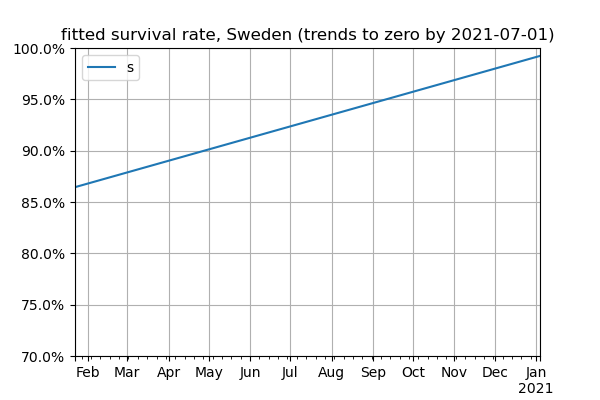 fitted survival rate, Sweden (trends to zero by 2021-07-01)
100.0%
s
95.0%
90.0%
85.0%
80.0%
75.0%
70.0%
Feb Mar Apr May Jun Jul Aug Sep Oct Nov Dec Jan
2021